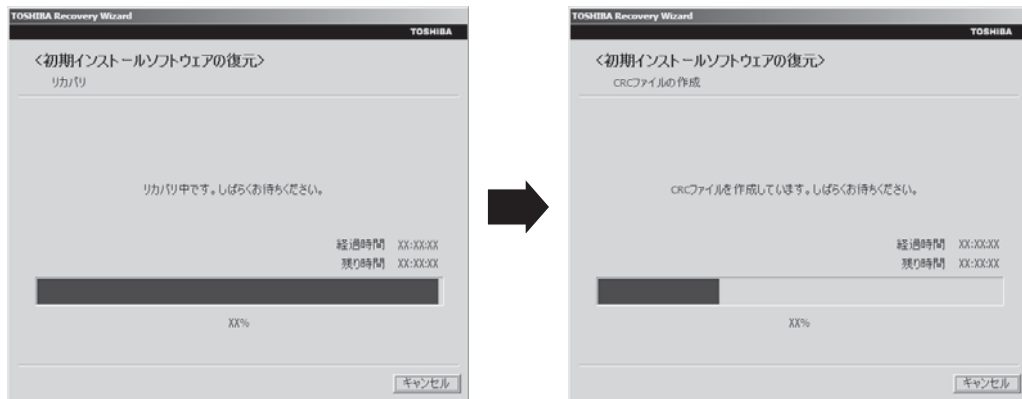 TOSHIBA Recovery Wizard
TOSHIBA
<初期インストールソフトウェアの復元>
リカバリ
リカバリ中です。しばらくお待ちください。
経過時間 XX:XX:XX
残り時間 XX:XX:XX
XX%
キャンセル
TOSHIBA Recovery Wizard
TOSHIBA
<初期インストールソフトウェアの復元>
CRCファイルの作成
CRCファイルを作成しています。しばらくお待ちください。
経過時間 XX:XX:XX
残り時間 XX:XX:XX
XX%
キャンセル